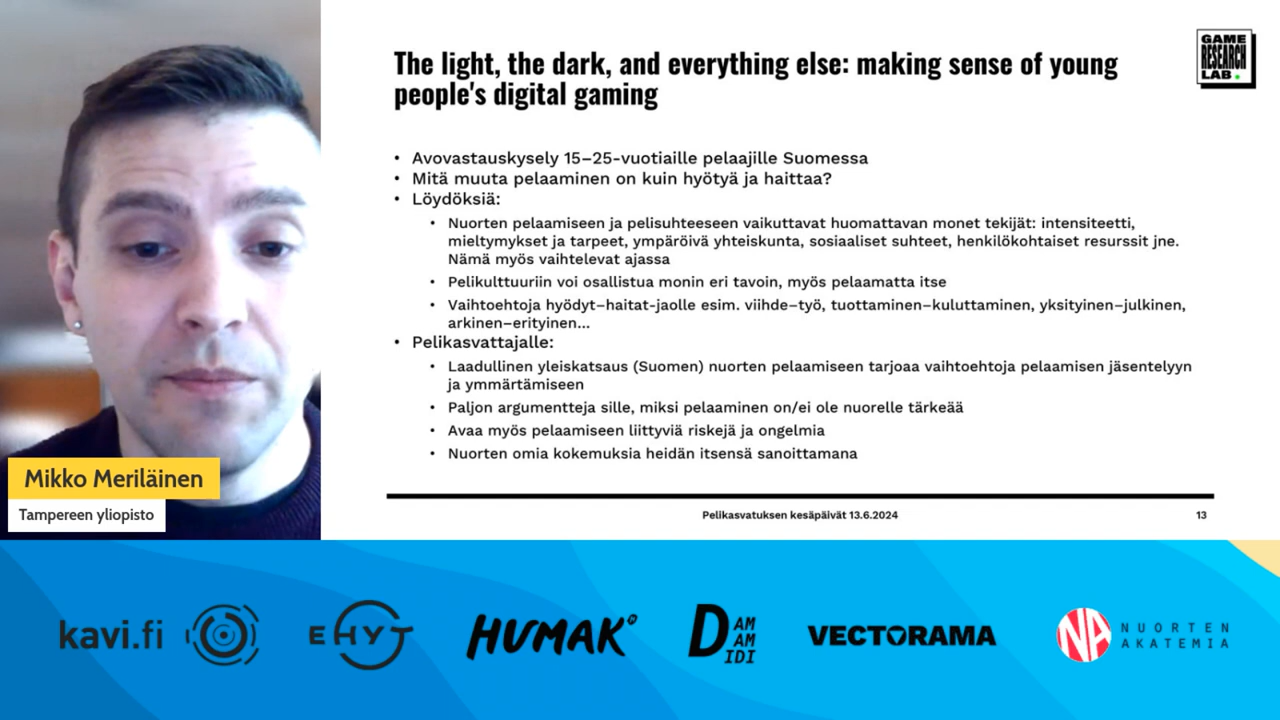 GAME
RESEARCH
LAB
The light, the dark, and everything else: making sense of young
people's digital gaming
• Avovastauskysely 15–25-vuotiaille pelaajille Suomessa
• Mitä muuta pelaaminen on kuin hyötyä ja haittaa?
• Löydöksiä:
• Nuorten pelaamiseen ja pelisuhteeseen vaikuttavat huomattavan monet tekijät: intensiteetti,
mieltymykset ja tarpeet, ympäröivä yhteiskunta, sosiaaliset suhteet, henkilökohtaiset resurssit jne.
Nämä myös vaihtelevat ajassa
• Pelikulttuuriin voi osallistua monin eri tavoin, myös pelaamatta itse
• Vaihtoehtoja hyödyt–haitat-jaolle esim. viihde–työ, tuottaminen–kuluttaminen, yksityinen–julkinen,
arkinen–erityinen...
• Pelikasvattajalle:
• Laadullinen yleiskatsaus (Suomen) nuorten pelaamiseen tarjoaa vaihtoehtoja pelaamisen jäsentelyyn
ja ymmärtämiseen
• Paljon argumentteja sille, miksi pelaaminen on/ei ole nuorelle tärkeää
• Avaa myös pelaamiseen liittyviä riskejä ja ongelmia
• Nuorten omia kokemuksia heidän itsensä sanoittamana
Pelikasvatuksen kesäpäivät 13.6.2024
13
Mikko Meriläinen
Tampereen yliopisto
kavi.fi
EHYT
HUMAK
DAM
AM
IDI
VECTORAMA
NA
NUORTEN
AKATEMIA